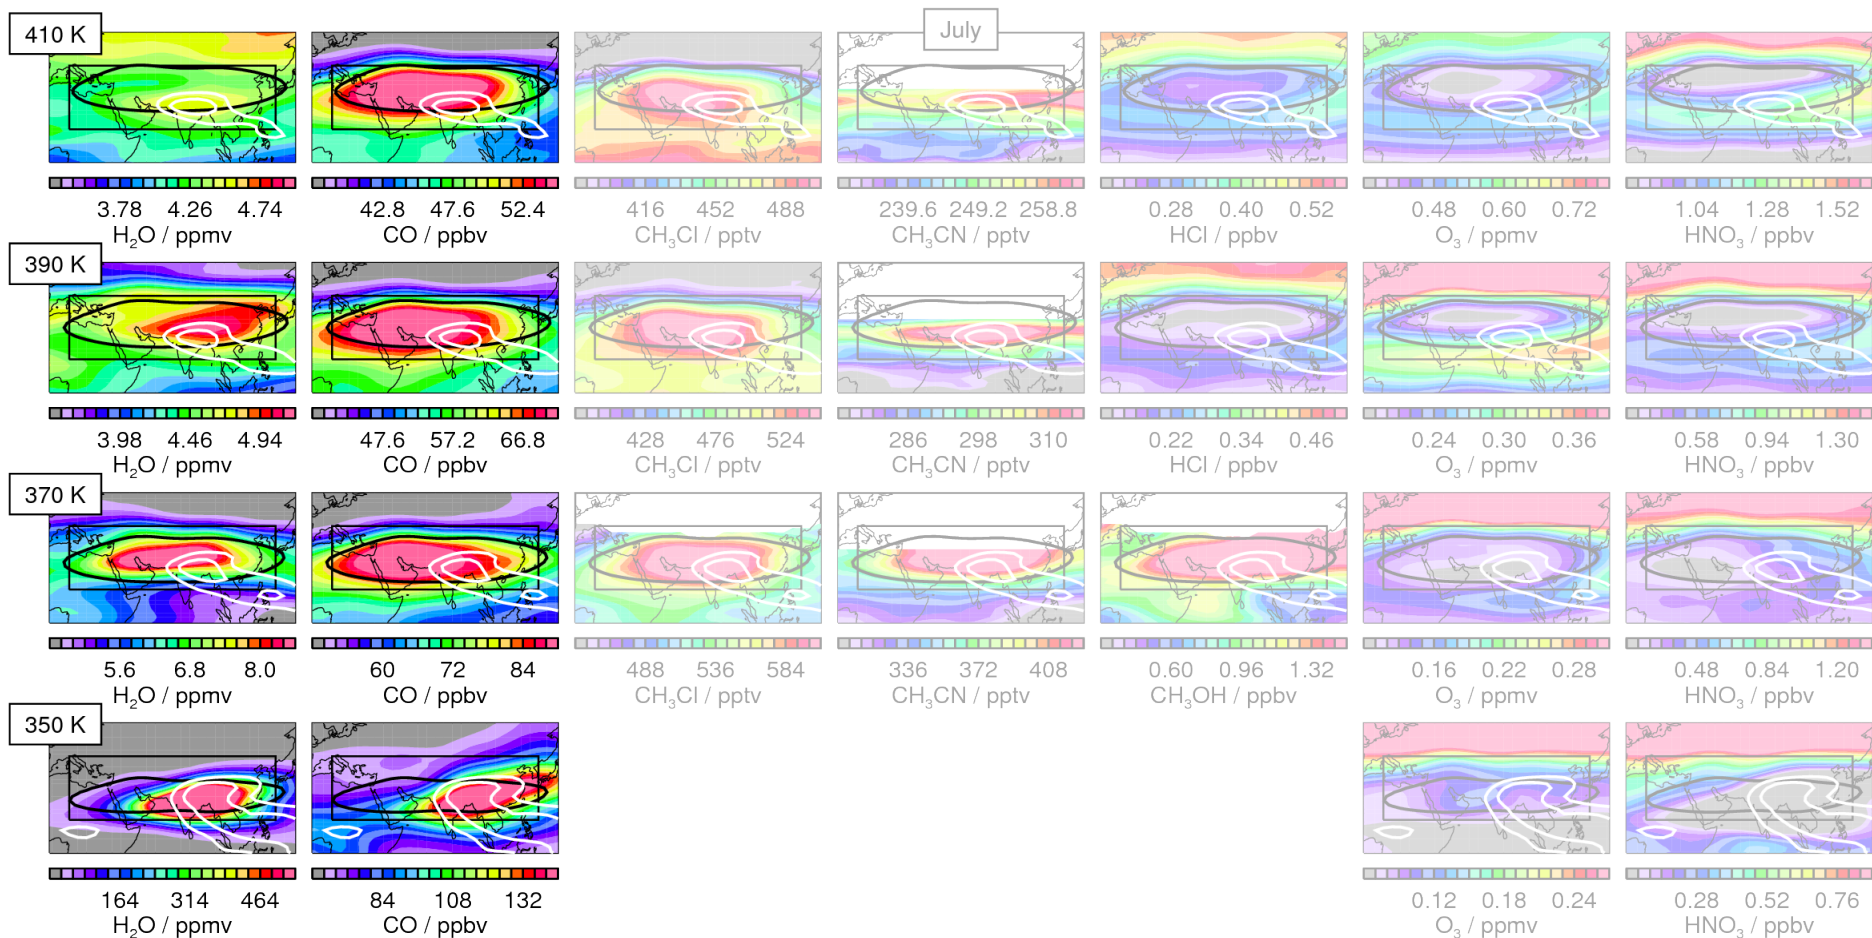 July
410 K
3.78 4.26 4.74
42.8 47.6 52.4
416 452 488
239.6 249.2 258.8
0.28 0.40 0.52
0.48 0.60 0.72
1.04 1.28 1.52
H₂O / ppmv
CO / ppbv
CH₃Cl / pptv
CH₃CN / pptv
HCl / ppbv
O₃ / ppmv
HNO₃ / ppbv
390 K
3.98 4.46 4.94
47.6 57.2 66.8
428 476 524
286 298 310
0.22 0.34 0.46
0.24 0.30 0.36
0.58 0.94 1.30
H₂O / ppmv
CO / ppbv
CH₃Cl / pptv
CH₃CN / pptv
HCl / ppbv
O₃ / ppmv
HNO₃ / ppbv
370 K
5.6 6.8 8.0
60 72 84
488 536 584
336 372 408
0.60 0.96 1.32
0.16 0.22 0.28
0.48 0.84 1.20
H₂O / ppmv
CO / ppbv
CH₃Cl / pptv
CH₃CN / pptv
CH₃OH / ppbv
O₃ / ppmv
HNO₃ / ppbv
350 K
164 314 464
84 108 132
0.12 0.18 0.24
0.28 0.52 0.76
H₂O / ppmv
CO / ppbv
O₃ / ppmv
HNO₃ / ppbv